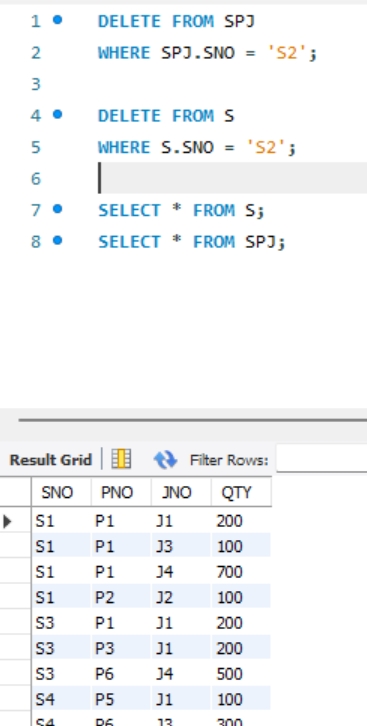 1 DELETE FROM SPJ
2 WHERE SPJ.SNO = 'S2';
3
4 DELETE FROM S
5 WHERE S.SNO = 'S2';
6
7 SELECT * FROM S;
8 SELECT * FROM SPJ;
Result Grid Filter Rows:
SNO PNO JNO QTY
S1 P1 J1 200
S1 P1 J3 100
S1 P1 J4 700
S1 P2 J2 100
S3 P1 J1 200
S3 P3 J1 200
S3 P6 J4 500
S4 P5 J1 100
S4 P6 J3 300